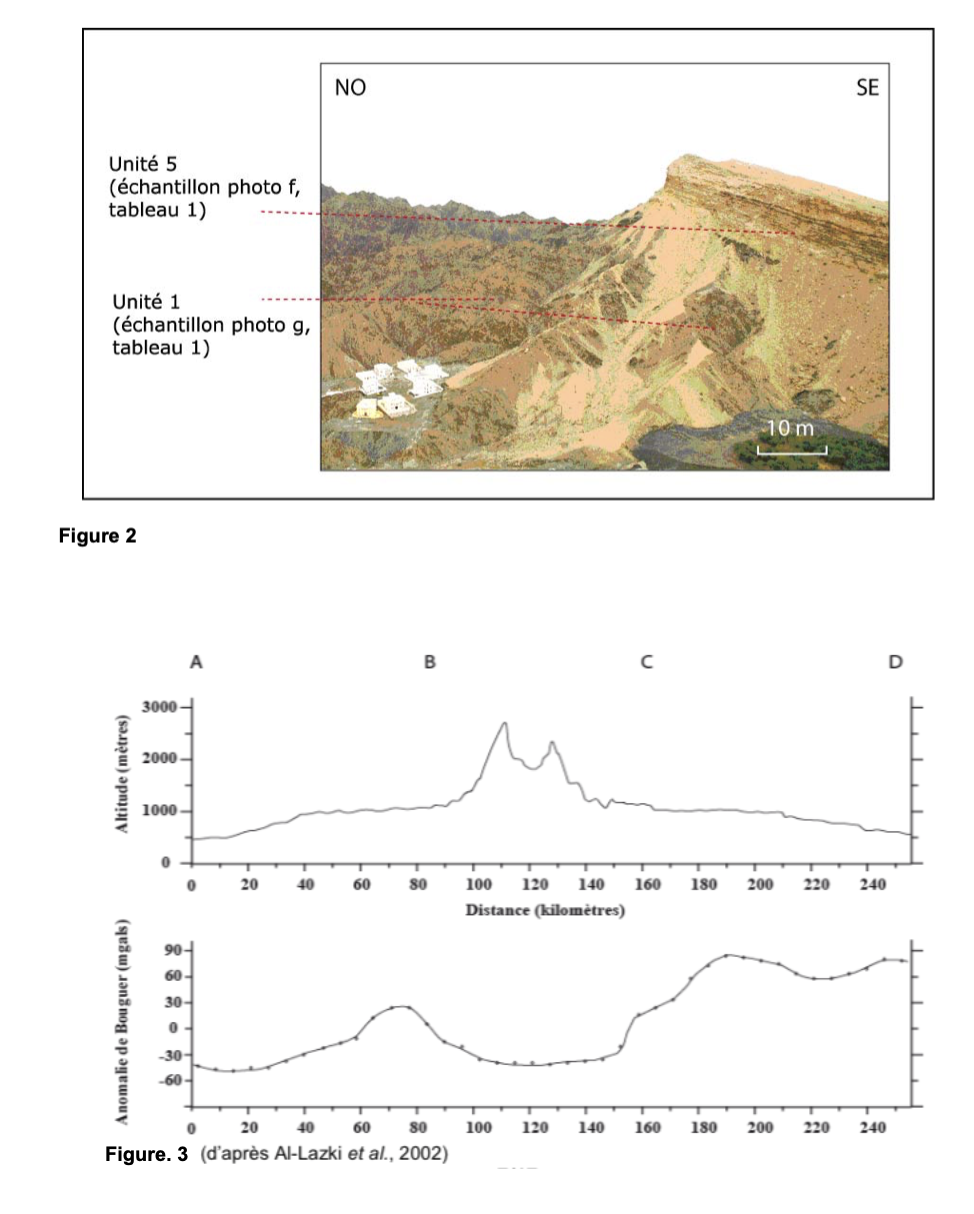 NO
SE
Unité 5
(échantillon photo f,
tableau 1)
Unité 1
(échantillon photo g,
tableau 1)
10 m
Figure 2
A B C D
Altitude (mètres)
3000
2000
1000
0
0 20 40 60 80 100 120 140 160 180 200 220 240
Distance (kilomètres)
Anomalie de Bouguer (mgals)
90
60
30
0
-30
-60
0 20 40 60 80 100 120 140 160 180 200 220 240
Figure. 3 (d'après Al-Lazki et al., 2002)